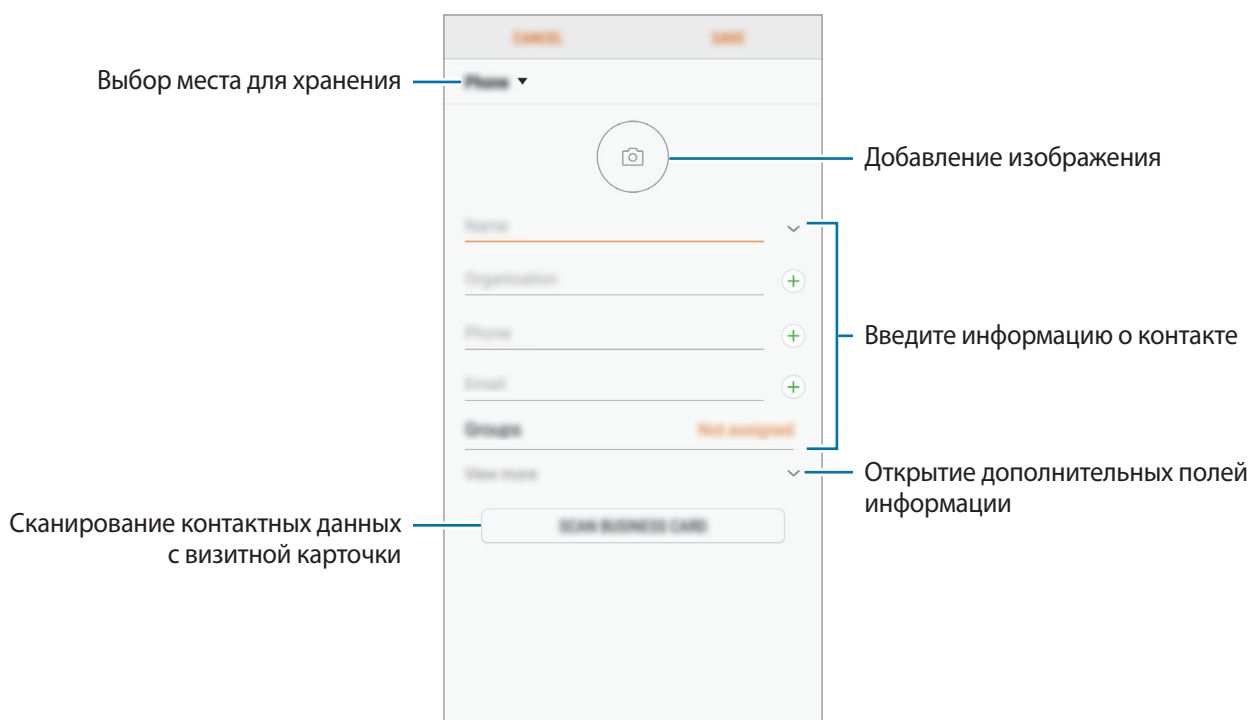 CANCEL
SAVE
Выбор места для хранения
Phone
Добавление изображения
Name
Organisation
Phone
Введите информацию о контакте
Email
Groups
Not assigned
View more
Открытие дополнительных полей
информации
Сканирование контактных данных
с визитной карточки
SCAN BUSINESS CARD